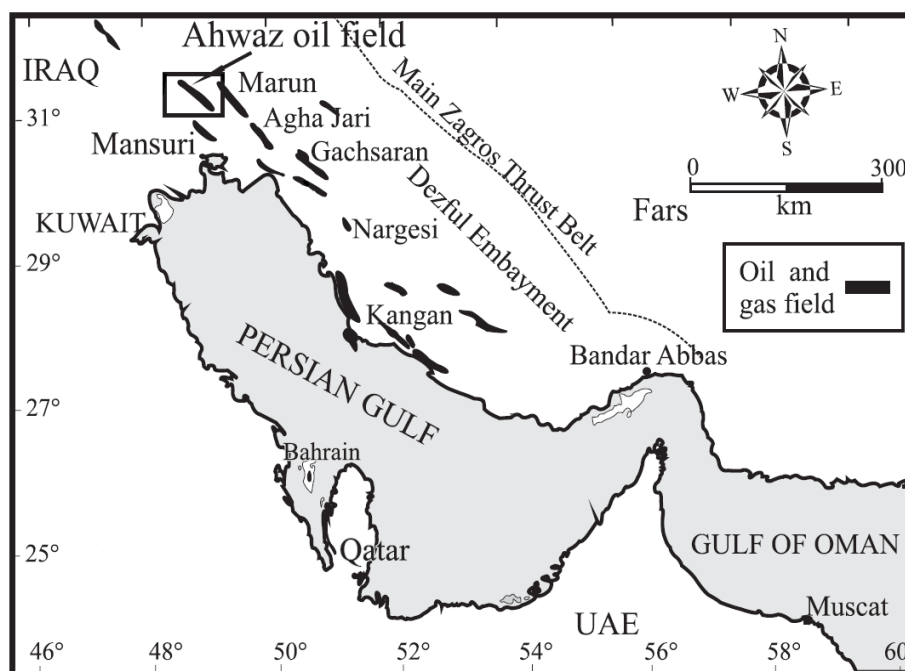 Ahwaz oil field
IRAQ
Marun
Agha Jari
Mansuri
Gachsaran
Main Zagros Thrust Belt
Dezful Embayment
Nargesi
Kangan
KUWAIT
Fars
N
W
E
S
0
300
km
Oil and
gas field
Bandar Abbas
PERSIAN GULF
Bahrain
Qatar
UAE
GULF OF OMAN
Muscat
31°
29°
27°
25°
46°
48°
50°
52°
54°
56°
58°
60